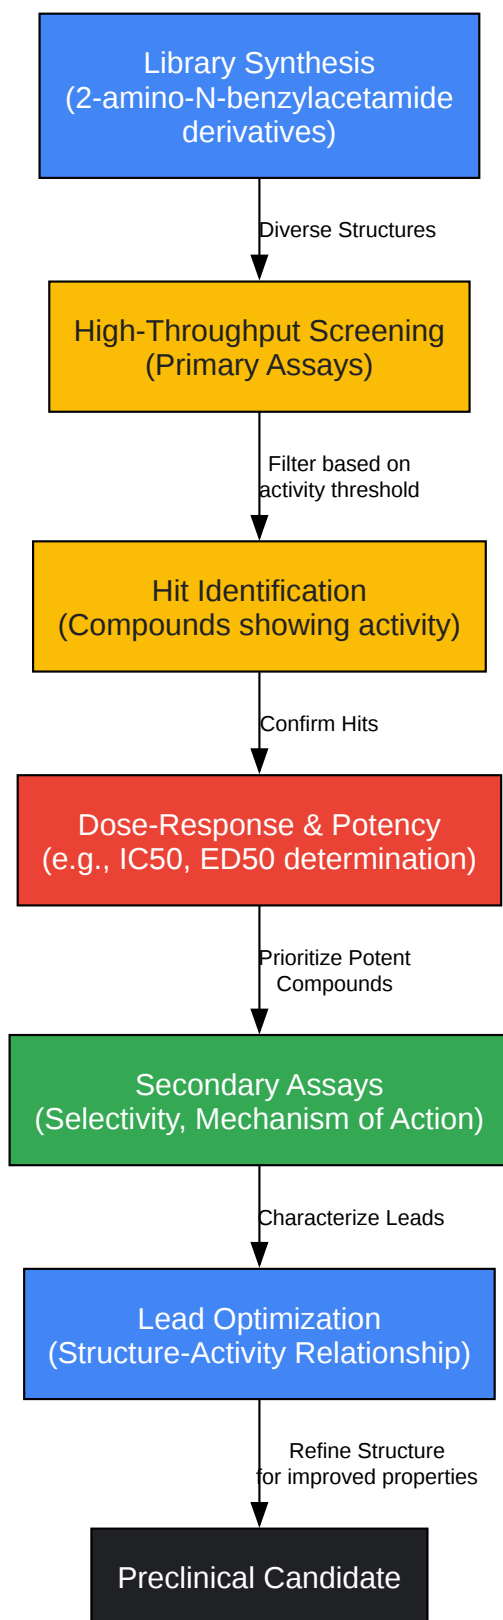 Library Synthesis
(2-amino-N-benzylacetamide
derivatives)
Diverse Structures
High-Throughput Screening
(Primary Assays)
Filter based on
activity threshold
Hit Identification
(Compounds showing activity)
Confirm Hits
Dose-Response & Potency
(e.g., IC50, ED50 determination)
Prioritize Potent
Compounds
Secondary Assays
(Selectivity, Mechanism of Action)
Characterize Leads
Lead Optimization
(Structure-Activity Relationship)
Refine Structure
for improved properties
Preclinical Candidate